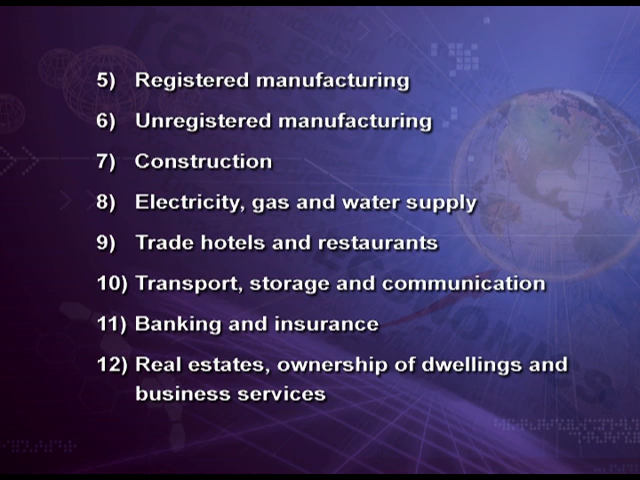 5) Registered manufacturing
6) Unregistered manufacturing
7) Construction
8) Electricity, gas and water supply
9) Trade hotels and restaurants
10) Transport, storage and communication
11) Banking and insurance
12) Real estates, ownership of dwellings and
business services